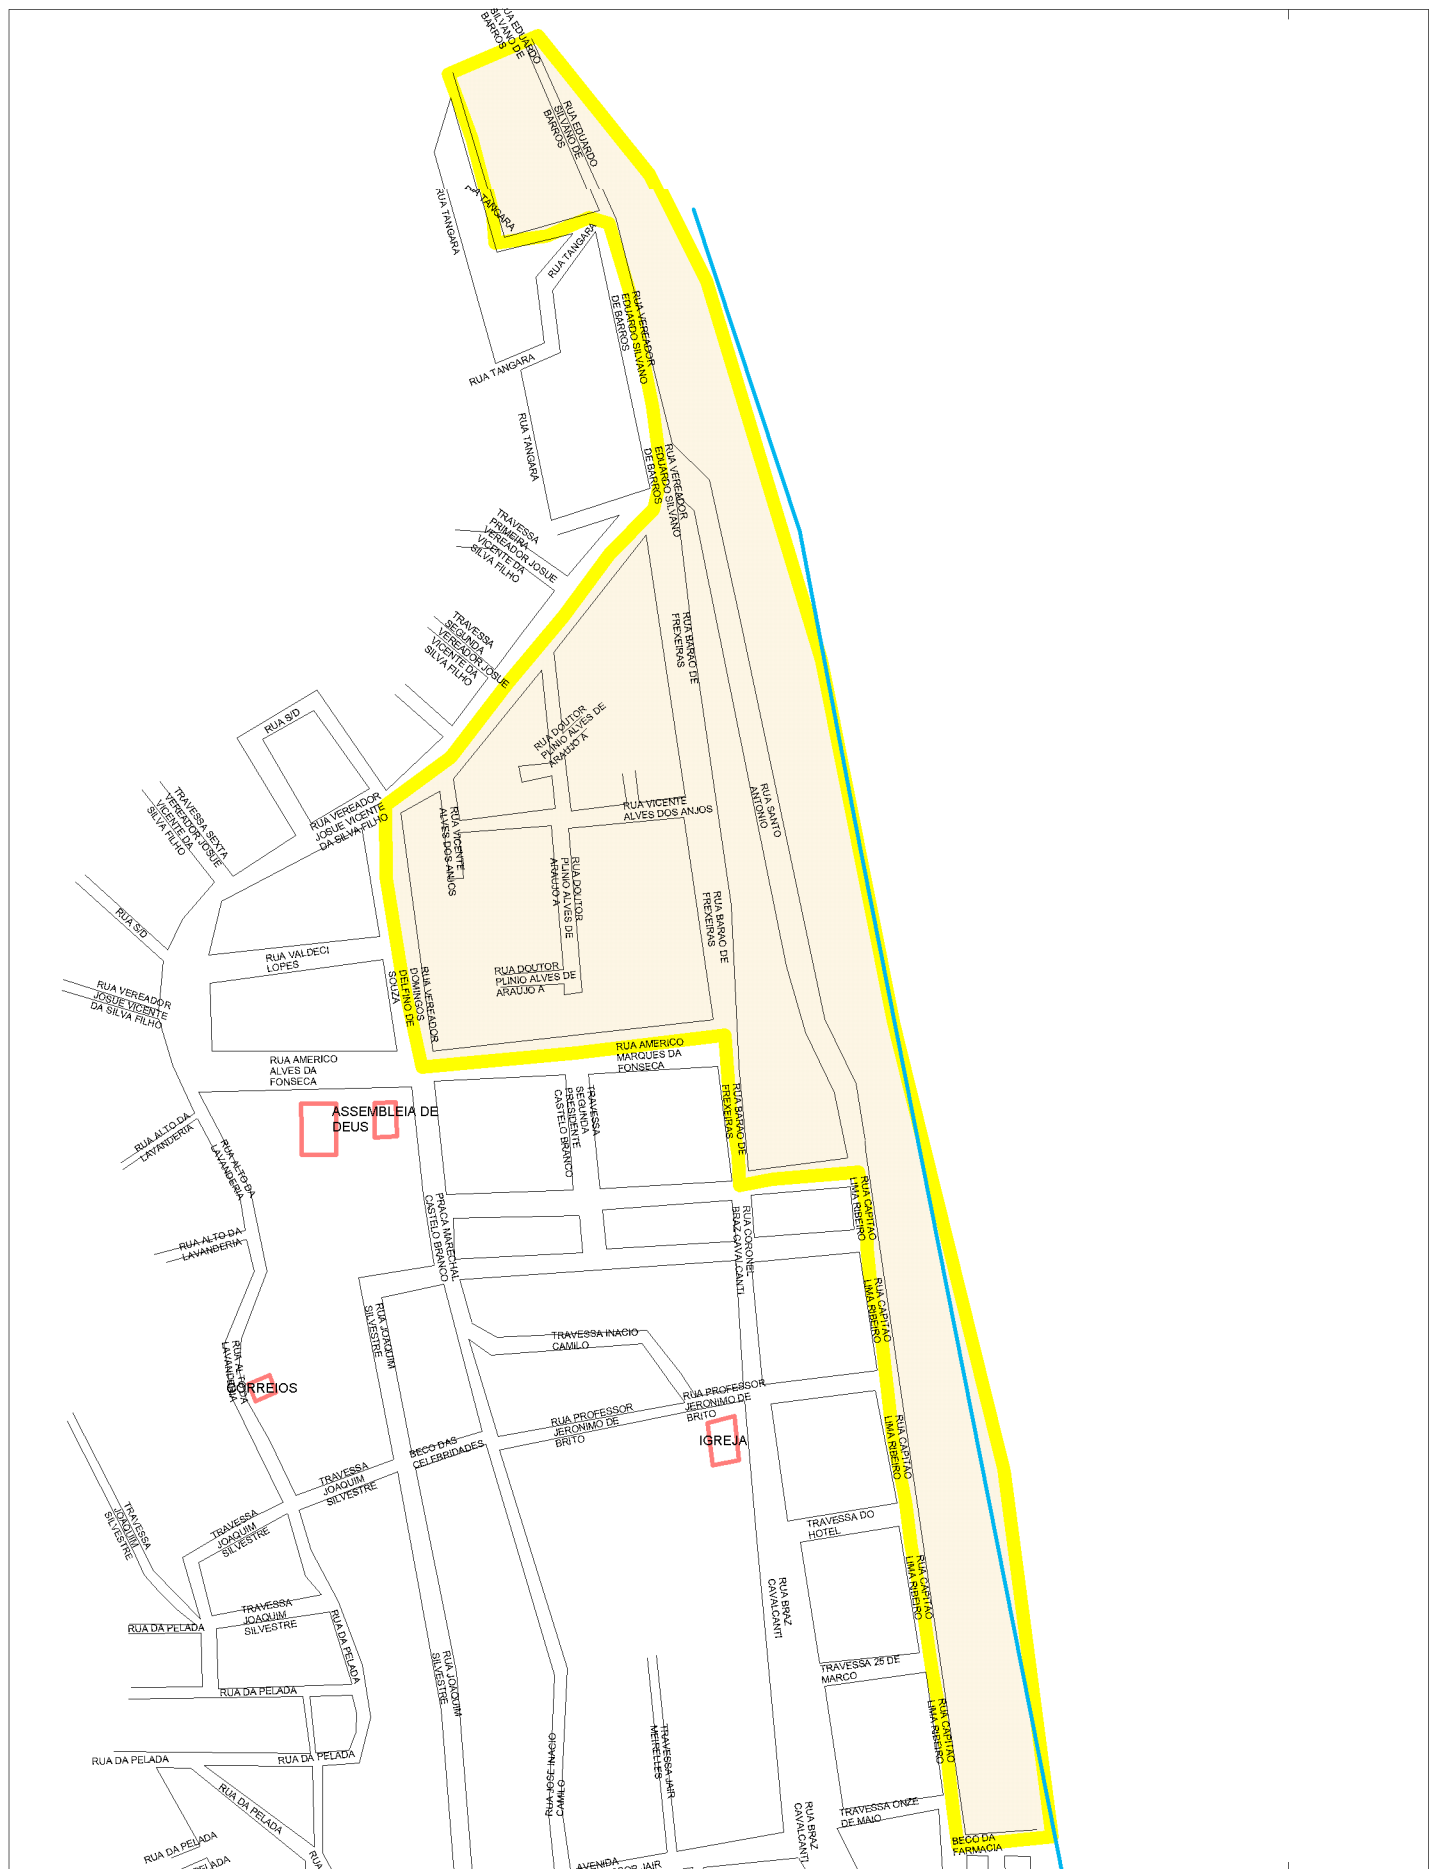 RUA EDUARDO
SILVANO DE
BARROS
RUA EDUARDO
SILVANO DE
BARROS
TANGARA
RUA TANGARA
RUA TANGARA
RUA VEREADOR
EDUARDO SILVANO
DE BARROS
RUA TANGARA
RUA TANGARA
RUA VEREADOR
EDUARDO SILVANO
DE BARROS
TRAVESSA
PRIMEIRA
VEREADOR JOSUE
VICENTE DA
SILVA FILHO
TRAVESSA
SEGUNDA
VEREADOR JOSUE
VICENTE DA
SILVA FILHO
RUA BARAO DE
FREXEIRAS
RUA S/D
RUA DOUTOR
PLINIO ALVES DE
ARAUJO A
RUA SANTO
ANTONIO
TRAVESSA SEXTA
VEREADOR JOSUE
VICENTE DA
SILVA FILHO
RUA VEREADOR
JOSUE VICENTE
DA SILVA FILHO
RUA VICENTE
ALVES DOS ANJOS
RUA VICENTE
ALVES DOS ANJOS
RUA DOUTOR
PLINIO ALVES DE
ARAUJO A
RUA BARAO DE
FREXEIRAS
RUA S/D
RUA VALDECI
LOPES
RUA VEREADOR
DOMINGOS
DELFINO DE
SOUZA
RUA DOUTOR
PLINIO ALVES DE
ARAUJO A
RUA VEREADOR
JOSUE VICENTE
DA SILVA FILHO
RUA AMERICO
ALVES DA
FONSECA
RUA AMERICO
MARQUES DA
FONSECA
ASSEMBLEIA DE
DEUS
TRAVESSA
SEGUNDA
PRESIDENTE
CASTELO BRANCO
RUA BARAO DE
FREXEIRAS
RUA ALTO DA
LAVANDERIA
RUA ALTO DA
LAVANDERIA
RUA ALTO DA
LAVANDERIA
PRACA MARECHAL
CASTELO BRANCO
RUA CORONEL
BRAZ CAVALCANTI
RUA CAPITAO
LIMA RIBEIRO
RUA CAPITAO
LIMA RIBEIRO
RUA JOAQUIM
SILVESTRE
TRAVESSA INACIO
CAMILO
RUA ALTO DA
LAVANDERIA
CORREIOS
RUA PROFESSOR
JERONIMO DE
BRITO
RUA PROFESSOR
JERONIMO DE
BRITO
IGREJA
RUA CAPITAO
LIMA RIBEIRO
BECO DAS
CELEBRIDADES
TRAVESSA
JOAQUIM
SILVESTRE
TRAVESSA
JOAQUIM
SILVESTRE
TRAVESSA
JOAQUIM
SILVESTRE
TRAVESSA DO
HOTEL
RUA CAPITAO
LIMA RIBEIRO
RUA BRAZ
CAVALCANTI
TRAVESSA
JOAQUIM
SILVESTRE
RUA DA PELADA
RUA DA PELADA
RUA JOAQUIM
SILVESTRE
TRAVESSA 25 DE
MARCO
RUA DA PELADA
RUA CAPITAO
LIMA RIBEIRO
RUA DA PELADA
RUA DA PELADA
TRAVESSA JAIR
MEIRELLES
RUA JOSE INACIO
CAMILO
RUA DA PELADA
TRAVESSA ONZE
DE MAIO
RUA BRAZ
CAVALCANTI
BECO DA
FARMACIA
RUA DA PELADA
RUA
AVENIDA
JAIR